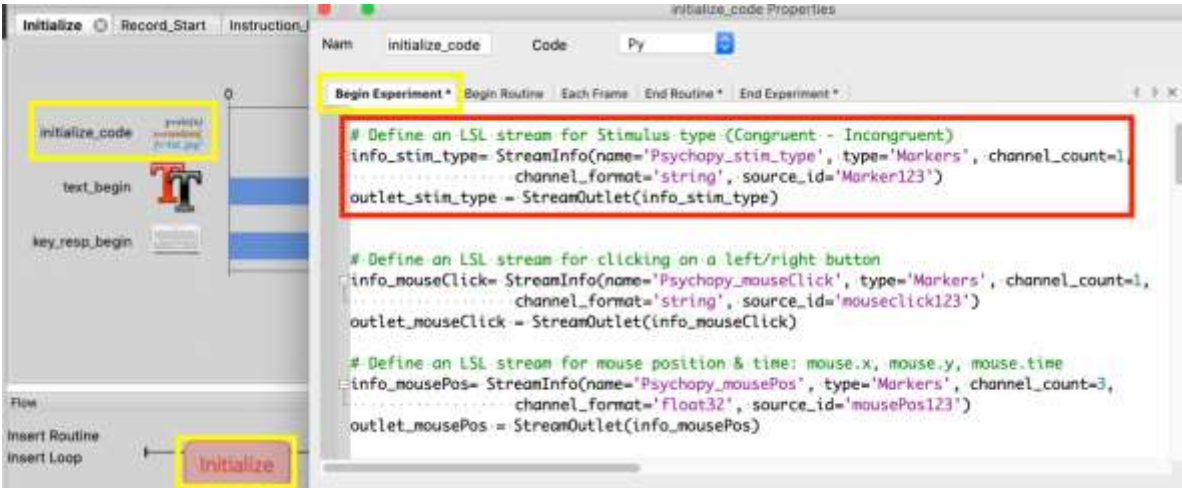 initialize_code Properties
Initialize Record_Start Instruction_
Nam initialize_code Code Py
Begin Experiment * Begin Routine Each Frame End Routine * End Experiment *
0
initialize_code
text_begin
key_resp_begin
# Define an LSL stream for Stimulus type (Congruent - Incongruent)
info_stim_type= StreamInfo(name='Psychopy_stim_type', type='Markers', channel_count=1,
channel_format='string', source_id='Marker123')
outlet_stim_type = StreamOutlet(info_stim_type)
# Define an LSL stream for clicking on a left/right button
info_mouseClick= StreamInfo(name='Psychopy_mouseClick', type='Markers', channel_count=1,
channel_format='string', source_id='mouseclick123')
outlet_mouseClick = StreamOutlet(info_mouseClick)
# Define an LSL stream for mouse position & time: mouse.x, mouse.y, mouse.time
info_mousePos= StreamInfo(name='Psychopy_mousePos', type='Markers', channel_count=3,
channel_format='float32', source_id='mousePos123')
outlet_mousePos = StreamOutlet(info_mousePos)
Flow
Insert Routine
Insert Loop
Initialize